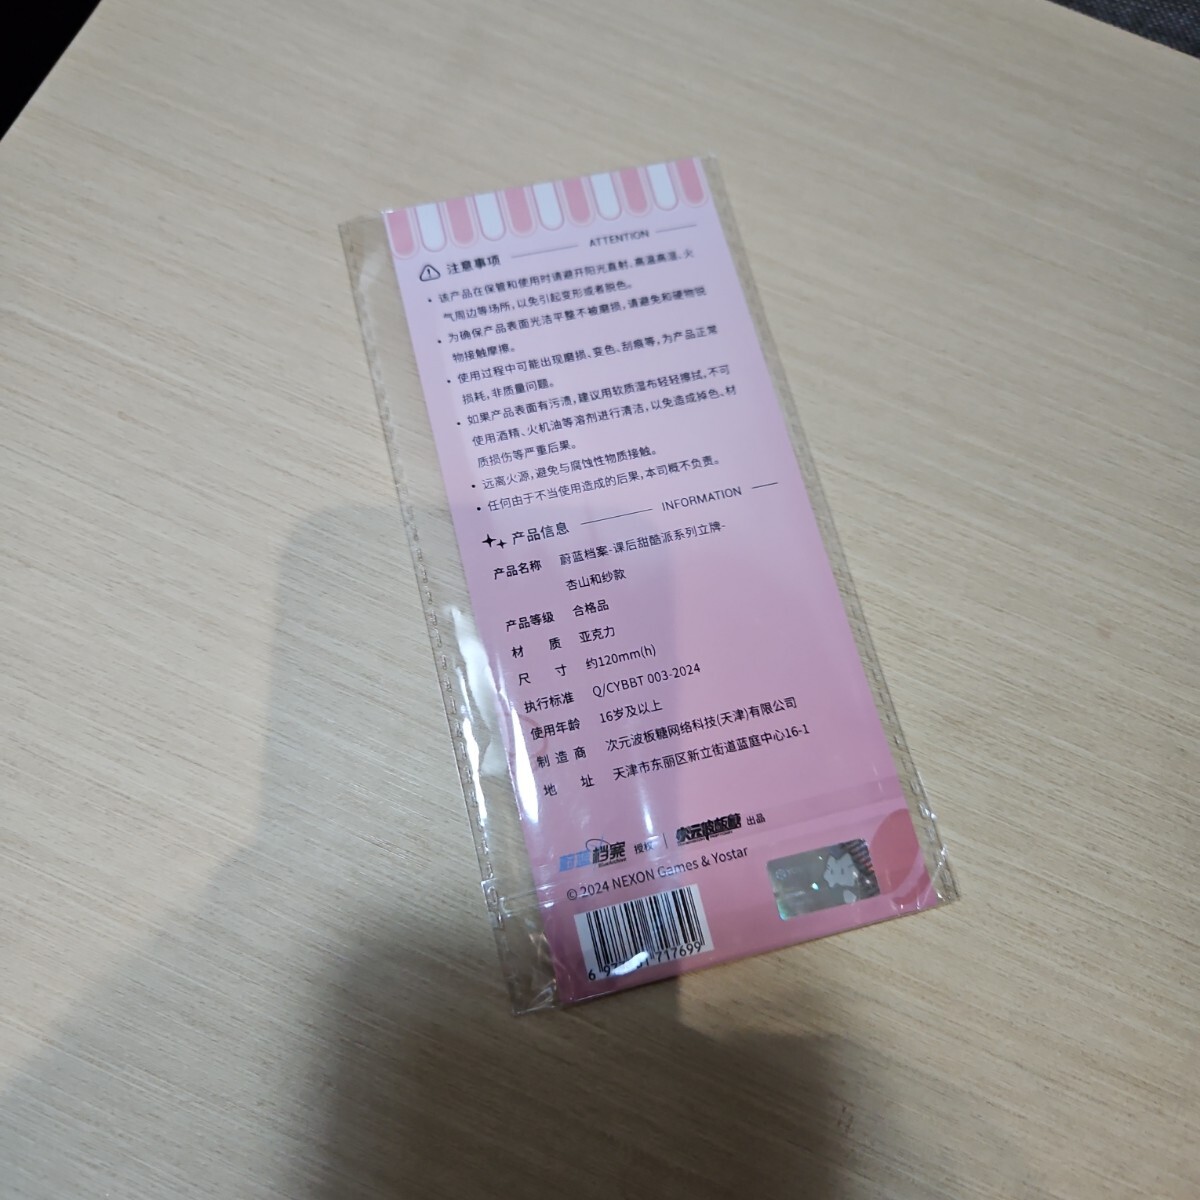 注意事项 ATTENTION
• 该产品在保管和使用时请避开阳光直射、高温高湿、火
气周边等场所，以免引起变形或者脱色。
• 为确保产品表面光洁平整不被磨损，请避免和硬物锐
物接触摩擦。
• 使用过程中可能出现磨损、变色、刮痕等，为产品正常
损耗，非质量问题。
• 如果产品表面有污渍，建议用软质湿布轻轻擦拭，不可
使用酒精、火机油等溶剂进行清洁，以免造成掉色、材
质损伤等严重后果。
• 远离火源，避免与腐蚀性物质接触。
• 任何由于不当使用造成的后果，本司概不负责。
产品信息 INFORMATION
产品名称 蔚蓝档案-课后甜酷派系列立牌-
杏山和纱款
产品等级 合格品
材 质 亚克力
尺 寸 约120mm(h)
执行标准 Q/CYBBT 003-2024
使用年龄 16岁及以上
制造商 次元波板糖网络科技(天津)有限公司
地 址 天津市东丽区新立街道蓝庭中心16-1
蔚蓝档案 授权 次元波板糖 出品
© 2024 NEXON Games & Yostar
717699